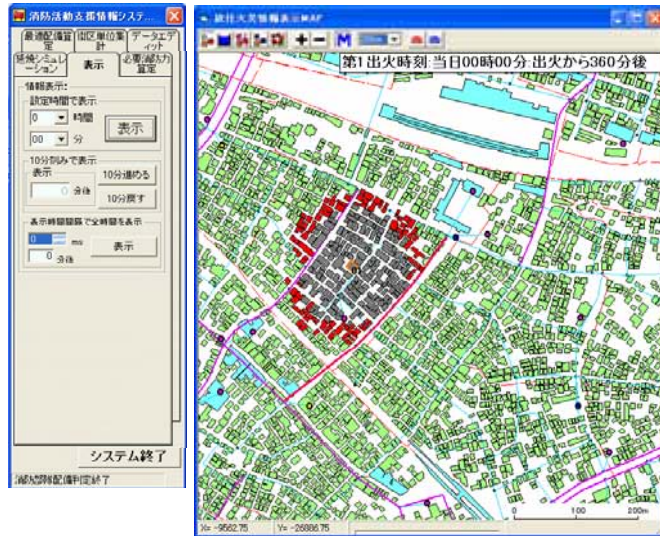 消防活動支援情報システ...
最適配備算定
街区単位集計
データエディット
延焼シミュレーション
表示
必要消防力算定
情報表示:
設定時間で表示
0 時間
00 分
表示
10分刻みで表示
表示
0 分後
10分進める
10分戻す
表示時間間隔で全時間を表示
0 ms
0 分後
表示
システム終了
消防部隊配備判定終了
延焼火災情報表示MAP
M
第1出火時刻:当日00時00分:出火から360分後
0 100 200m
X= -9562.75 Y= -26886.75